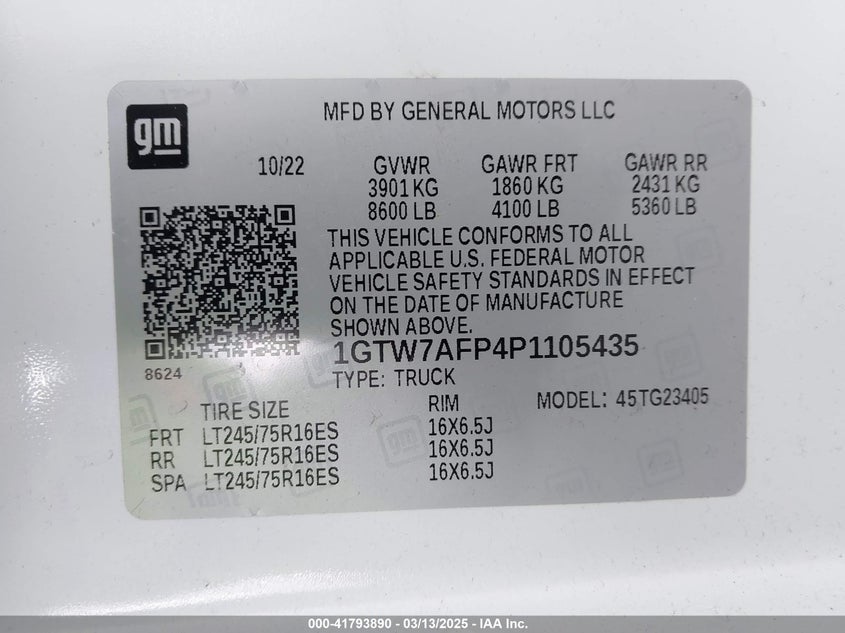 gm
MFD BY GENERAL MOTORS LLC
10/22 GVWR GAWR FRT GAWR RR
3901 KG 1860 KG 2431 KG
8600 LB 4100 LB 5360 LB
THIS VEHICLE CONFORMS TO ALL
APPLICABLE U.S. FEDERAL MOTOR
VEHICLE SAFETY STANDARDS IN EFFECT
ON THE DATE OF MANUFACTURE
SHOWN ABOVE.
1GTW7AFP4P1105435
8624
TYPE: TRUCK
TIRE SIZE RIM MODEL: 45TG23405
FRT LT245/75R16ES 16X6.5J
RR LT245/75R16ES 16X6.5J
SPA LT245/75R16ES 16X6.5J
000-41793890 - 03/13/2025 - IAA Inc.